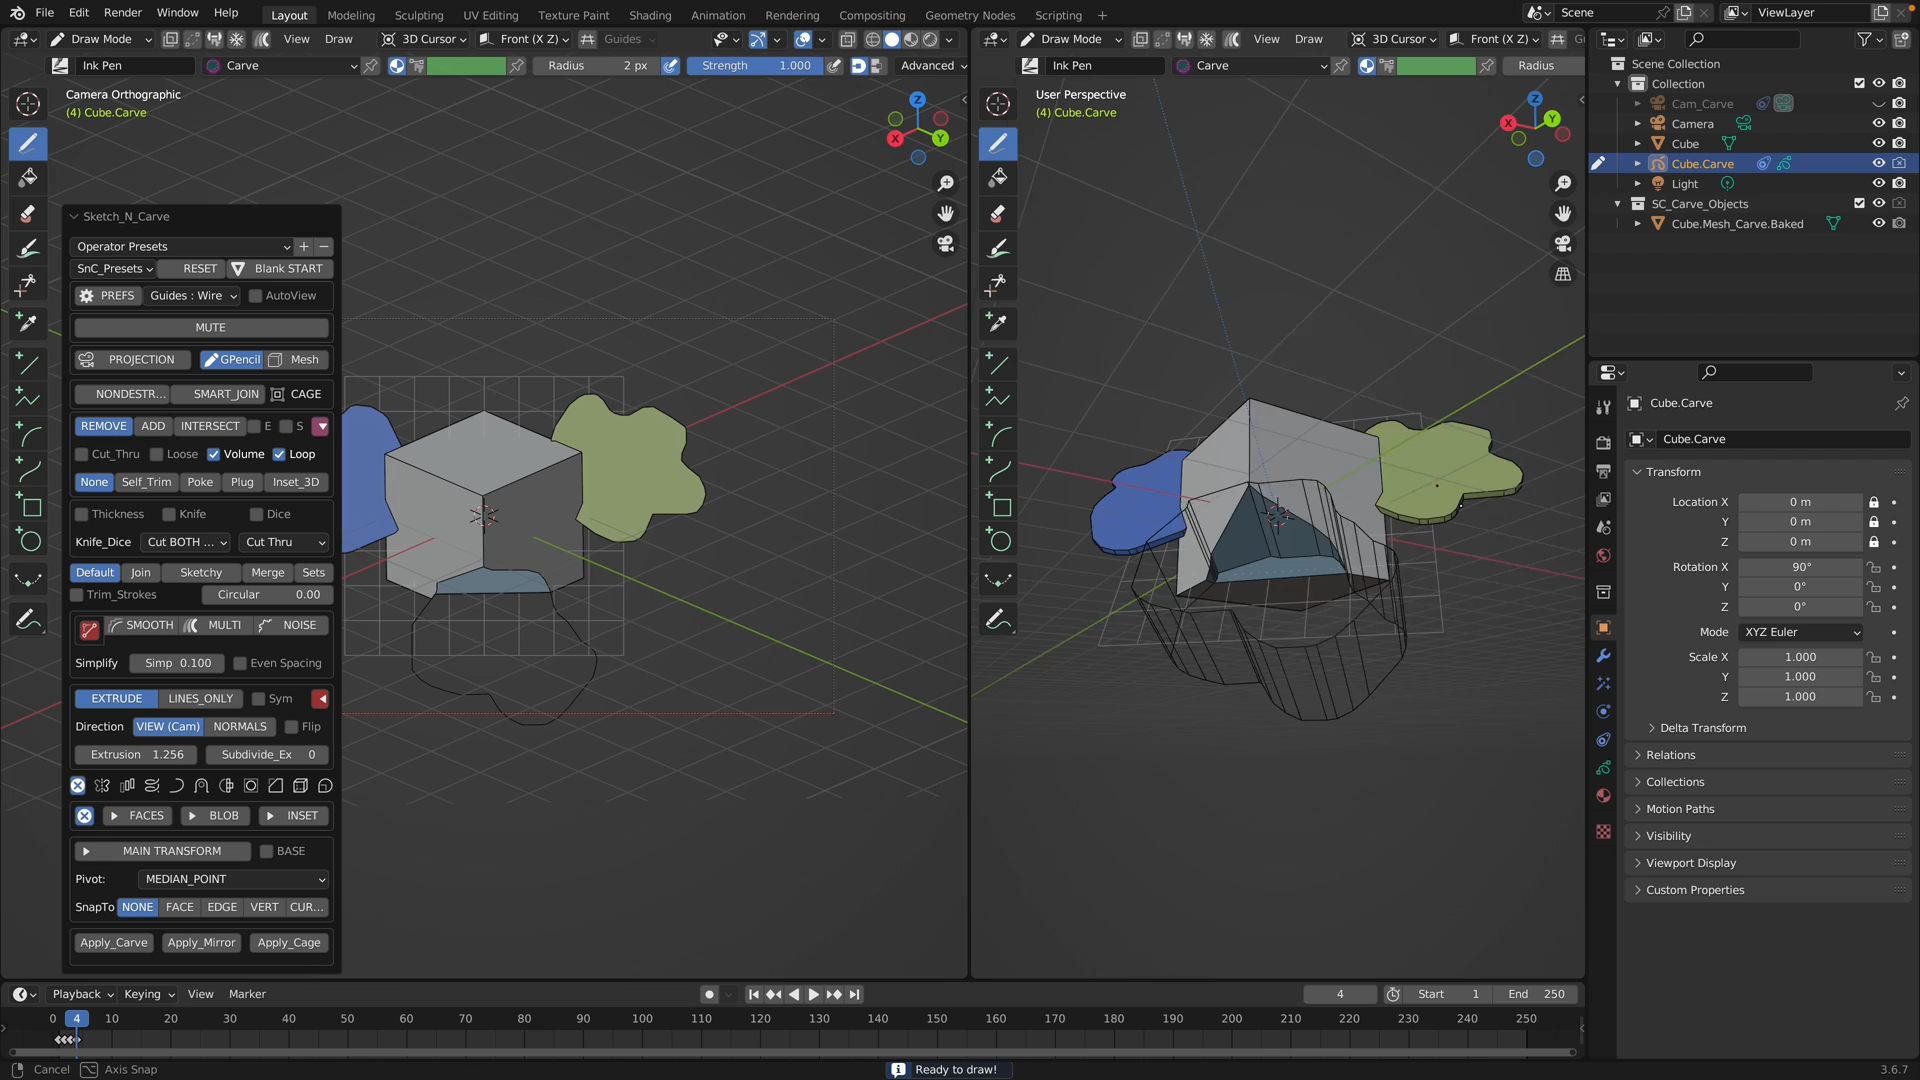 File Edit Render Window Help Layout Modeling Sculpting UV Editing Texture Paint Shading Animation Rendering Compositing Geometry Nodes Scripting + Scene ViewLayer
Draw Mode View Draw 3D Cursor Front (X Z) Guides Draw Mode View Draw 3D Cursor Front (X Z)
Ink Pen Carve Radius 2 px Strength 1.000 Advanced Ink Pen Carve Radius
Scene Collection
Collection
Cam_Carve
Camera
Cube
Cube.Carve
Light
SC_Carve_Objects
Cube.Mesh_Carve.Baked
Camera Orthographic
(4) Cube.Carve
Z
X
Y
User Perspective
(4) Cube.Carve
Z
X
Y
Sketch_N_Carve
Operator Presets
SnC_Presets RESET Blank START
PREFS Guides : Wire AutoView
MUTE
PROJECTION GPencil Mesh
NONDESTR... SMART_JOIN CAGE
REMOVE ADD INTERSECT E S
Cut_Thru Loose Volume Loop
None Self_Trim Poke Plug Inset_3D
Thickness Knife Dice
Knife_Dice Cut BOTH ... Cut Thru
Default Join Sketchy Merge Sets
Trim_Strokes Circular 0.00
SMOOTH MULTI NOISE
Simplify Simp 0.100 Even Spacing
EXTRUDE LINES_ONLY Sym
Direction VIEW (Cam) NORMALS Flip
Extrusion 1.256 Subdivide_Ex 0
FACES BLOB INSET
MAIN TRANSFORM BASE
Pivot: MEDIAN_POINT
SnapTo NONE FACE EDGE VERT CUR...
Apply_Carve Apply_Mirror Apply_Cage
Cube.Carve
Cube.Carve
Transform
Location X 0 m
Y 0 m
Z 0 m
Rotation X 90°
Y 0°
Z 0°
Mode XYZ Euler
Scale X 1.000
Y 1.000
Z 1.000
Delta Transform
Relations
Collections
Motion Paths
Visibility
Viewport Display
Custom Properties
Playback Keying View Marker 4 Start 1 End 250
0 4 10 20 30 40 50 60 70 80 90 100 110 120 130 140 150 160 170 180 190 200 210 220 230 240 250
Cancel Axis Snap Ready to draw! 3.6.7